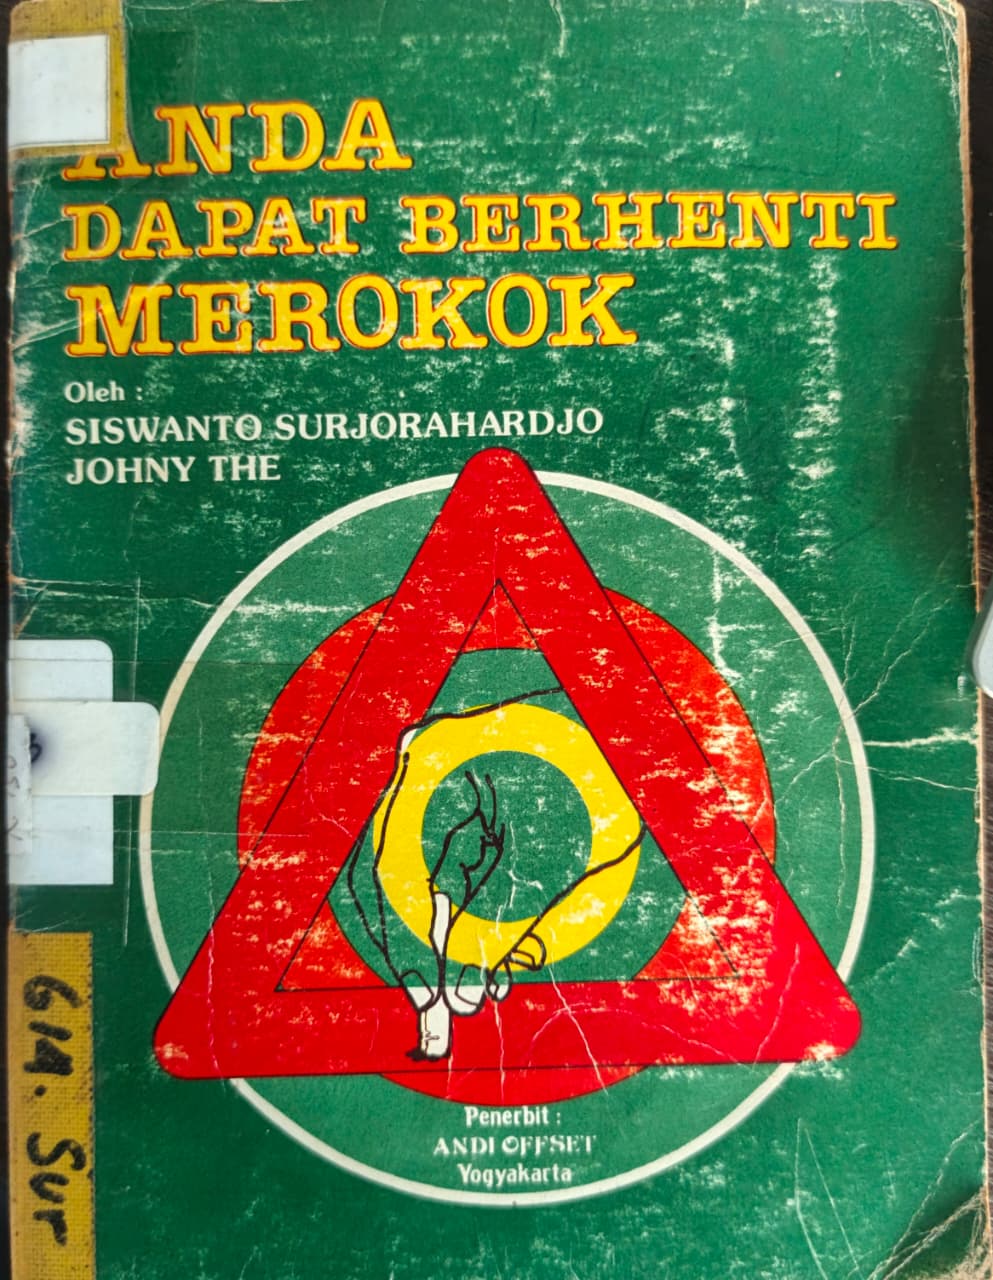 ANDA
DAPAT BERHENTI
MEROKOK
Oleh :
SISWANTO SURJORAHARDJO
JOHNY THE
Penerbit :
ANDI OFFSET
Yogyakarta
614. Sur